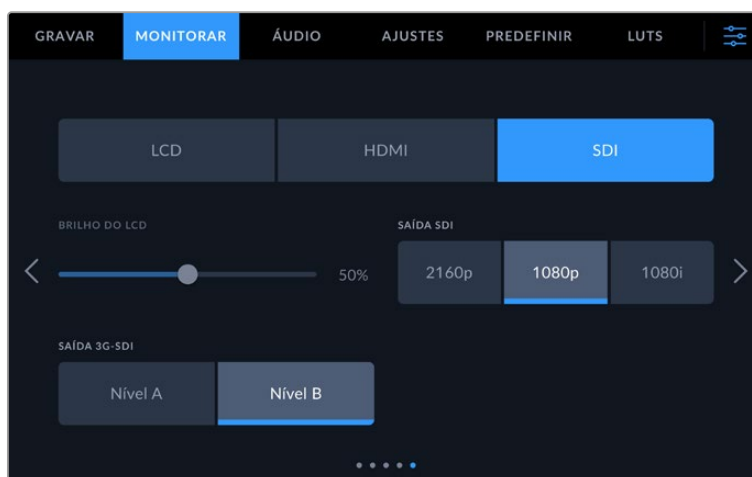 GRAVAR MONITORAR ÁUDIO AJUSTES PREDEFINIR LUTS
LCD HDMI SDI
BRILHO DO LCD SAÍDA SDI
50% 2160p 1080p 1080i
SAÍDA 3G-SDI
Nível A Nível B